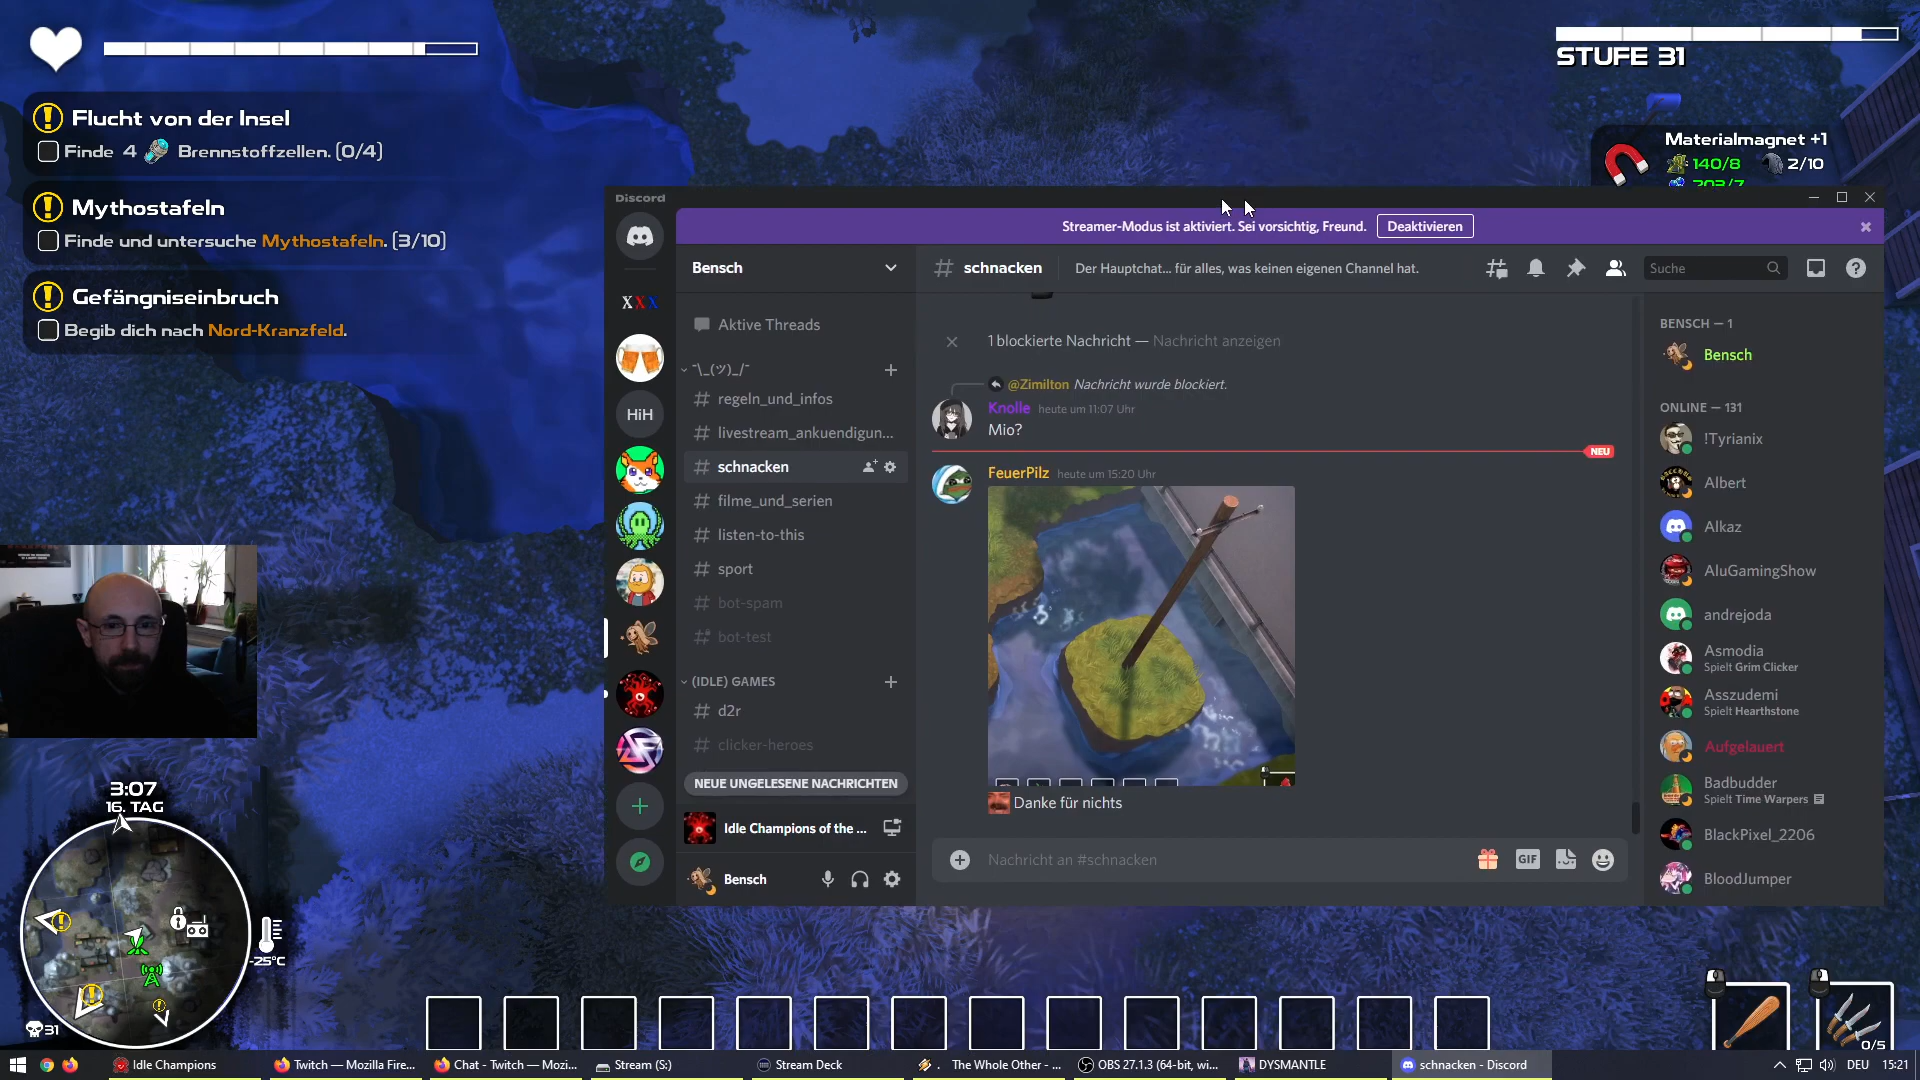 STUFE 31
Flucht von der Insel
Finde 4 Brennstoffzellen. (0/4)
Mythostafeln
Finde und untersuche Mythostafeln. (3/10)
Gefängniseinbruch
Begib dich nach Nord-Kranzfeld.
Materialmagnet +1
140/8 2/10
203/7
Discord
Streamer-Modus ist aktiviert. Sei vorsichtig, Freund. Deaktivieren
Bensch
# schnacken Der Hauptchat... für alles, was keinen eigenen Channel hat.
Suche
XXX
HiH
Aktive Threads
¯\_(ツ)_/¯
# regeln_und_infos
# livestream_ankuendigun...
# schnacken
# filme_und_serien
# listen-to-this
# sport
# bot-spam
# bot-test
(IDLE) GAMES
# d2r
# clicker-heroes
NEUE UNGELESENE NACHRICHTEN
Idle Champions of the ...
Bensch
1 blockierte Nachricht — Nachricht anzeigen
@Zimilton Nachricht wurde blockiert.
Knolle heute um 11:07 Uhr
Mio?
NEU
FeuerPilz heute um 15:20 Uhr
Danke für nichts
Nachricht an #schnacken
GIF
BENSCH — 1
Bensch
ONLINE — 131
!Tyrianix
Albert
Alkaz
AluGamingShow
andrejoda
Asmodia
Spielt Grim Clicker
Asszudemi
Spielt Hearthstone
Aufgelauert
Badbudder
Spielt Time Warpers
BlackPixel_2206
BloodJumper
3:07
16. TAG
-25°C
31
0/5
Idle Champions
Twitch — Mozilla Fire...
Chat - Twitch — Mozi...
Stream (S:)
Stream Deck
The Whole Other - ...
OBS 27.1.3 (64-bit, wi...
DYSMANTLE
schnacken - Discord
DEU
15:21